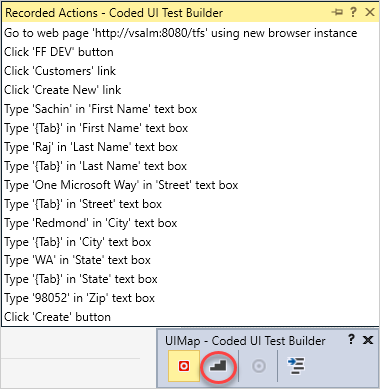 Recorded Actions - Coded UI Test Builder
Go to web page 'http://vsalm:8080/tfs' using new browser instance
Click 'FF DEV' button
Click 'Customers' link
Click 'Create New' link
Type 'Sachin' in 'First Name' text box
Type '{Tab}' in 'First Name' text box
Type 'Raj' in 'Last Name' text box
Type '{Tab}' in 'Last Name' text box
Type 'One Microsoft Way' in 'Street' text box
Type '{Tab}' in 'Street' text box
Type 'Redmond' in 'City' text box
Type '{Tab}' in 'City' text box
Type 'WA' in 'State' text box
Type '{Tab}' in 'State' text box
Type '98052' in 'Zip' text box
Click 'Create' button
UIMap - Coded UI Test Builder